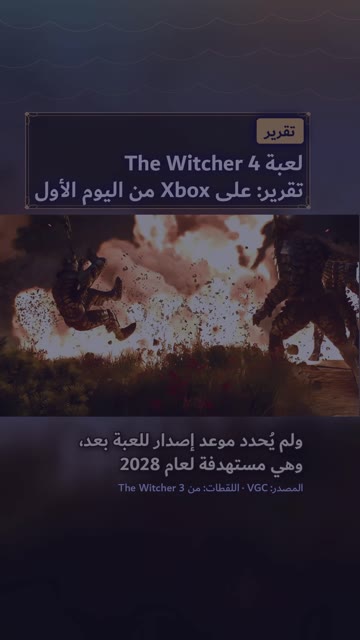 تقرير
لعبة The Witcher 4
تقرير: على Xbox من اليوم الأول
ولم يُحدد موعد إصدار للعبة بعد،
وهي مستهدفة لعام 2028
المصدر: VGC - اللقطات: من The Witcher 3